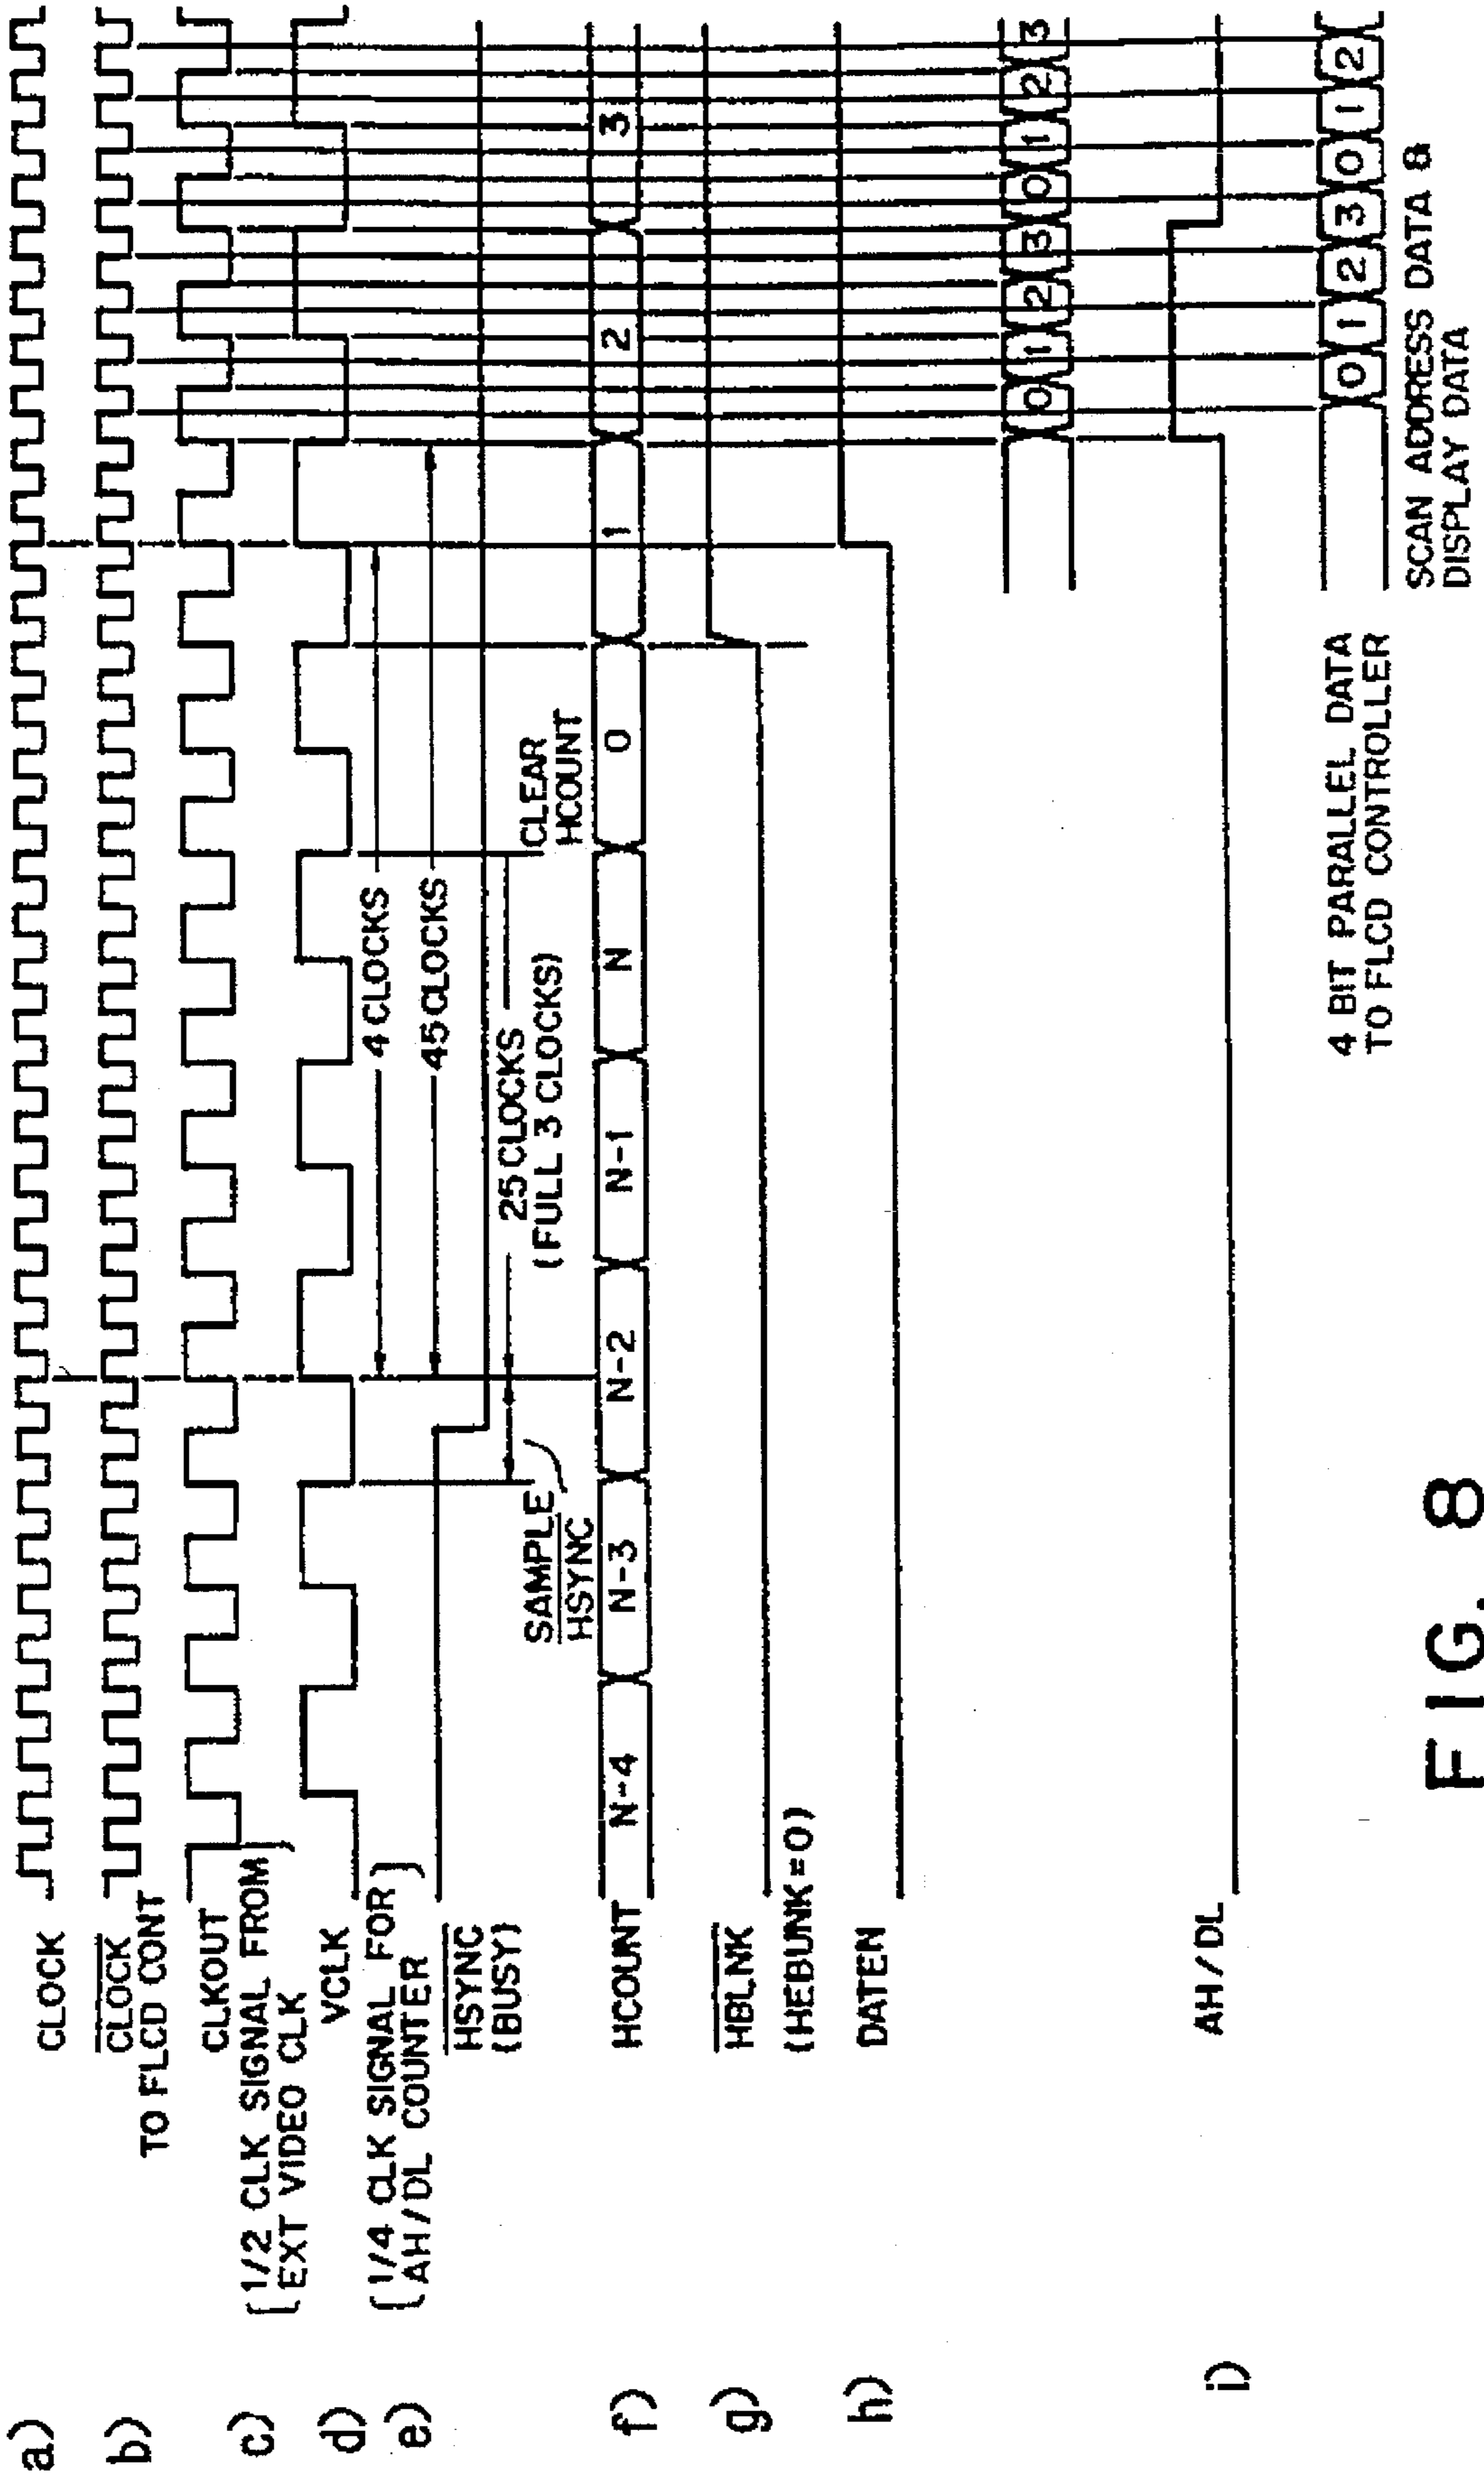 a) CLOCK
b) CLOCK
TO FLCD CONT
c) CLKOUT
[1/2 CLK SIGNAL FROM]
EXT VIDEO CLK
d) VCLK
[1/4 CLK SIGNAL FOR]
AH/DL COUNTER
e) HSYNC
(BUSY)
4 CLOCKS
45 CLOCKS
25 CLOCKS
(FULL 3 CLOCKS)
SAMPLE
HSYNC
CLEAR
HCOUNT
f) HCOUNT N-4 N-3 N-2 N-1 N 0 1 2 3
g) HBLNK
(HEBUNK=0)
h) DATEN
0 1 2 3 0 1 2 3
i) AH/DL
0 1 2 3 0 1 2
4 BIT PARALLEL DATA
TO FLCD CONTROLLER
SCAN ADDRESS DATA 8
DISPLAY DATA
FIG. 8